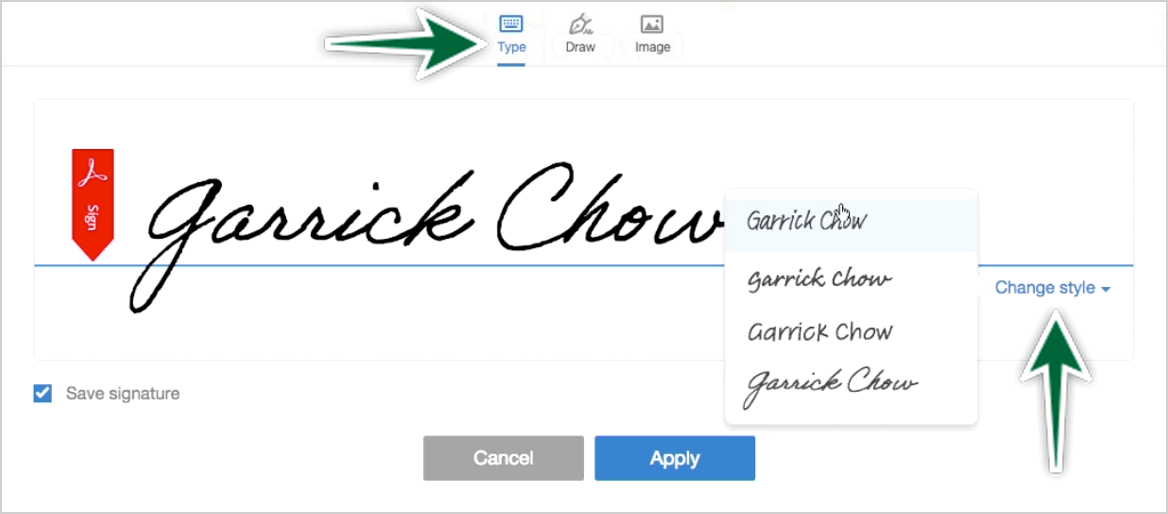 Type Draw Image
Sign
Garrick Chow
Garrick Chow
Garrick Chow
Change style
Garrick Chow
Garrick Chow
Save signature
Cancel Apply